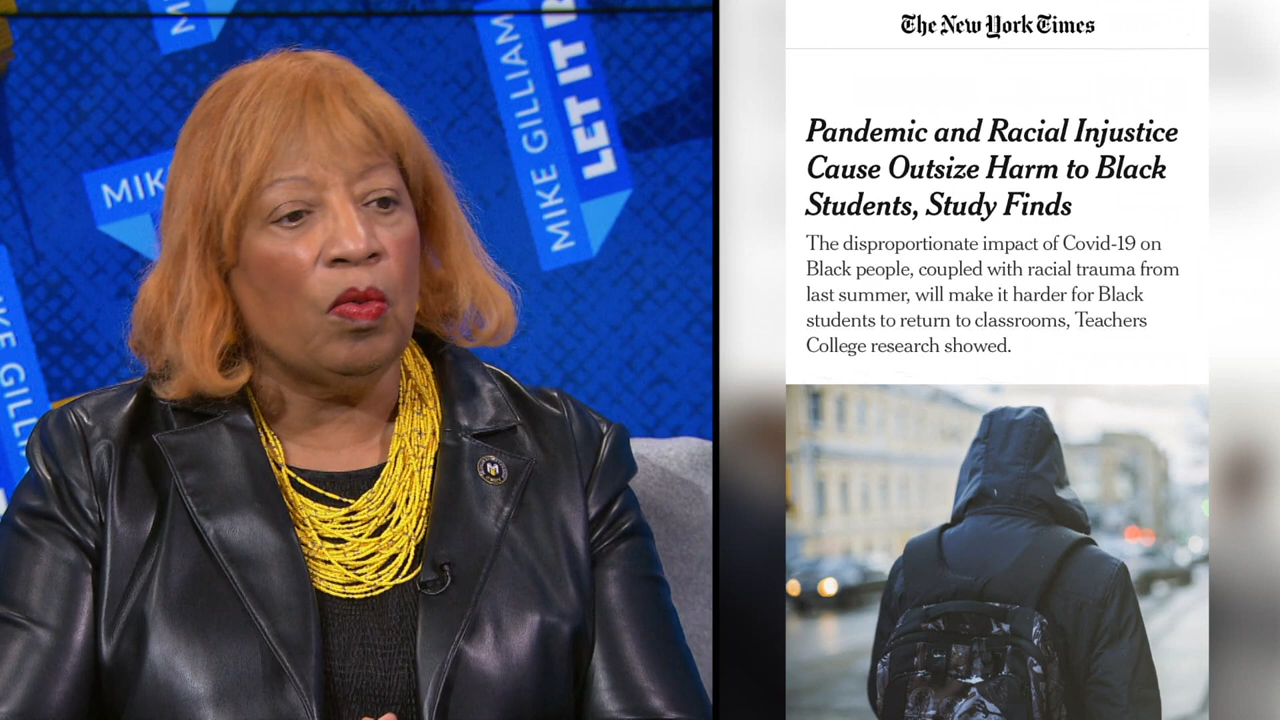 MIKE GILLIAM
LET IT
MIK
The New York Times
Pandemic and Racial Injustice
Cause Outsize Harm to Black
Students, Study Finds
The disproportionate impact of Covid-19 on
Black people, coupled with racial trauma from
last summer, will make it harder for Black
students to return to classrooms, Teachers
College research showed.